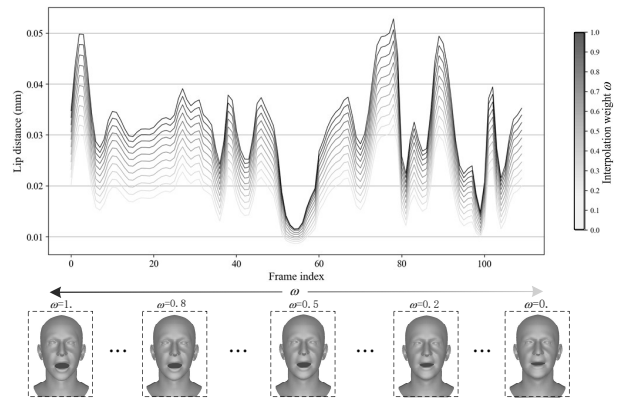 0.05
0.04
0.03
0.02
0.01
Lip distance (mm)
0
20
40
60
80
100
Frame index
1.0
0.9
0.8
0.7
0.6
0.5
0.4
0.3
0.2
0.1
0.0
Interpolation weight ω
ω
ω=1.
ω=0.8
ω=0.5
ω=0.2
ω=0.
... ... ... ...